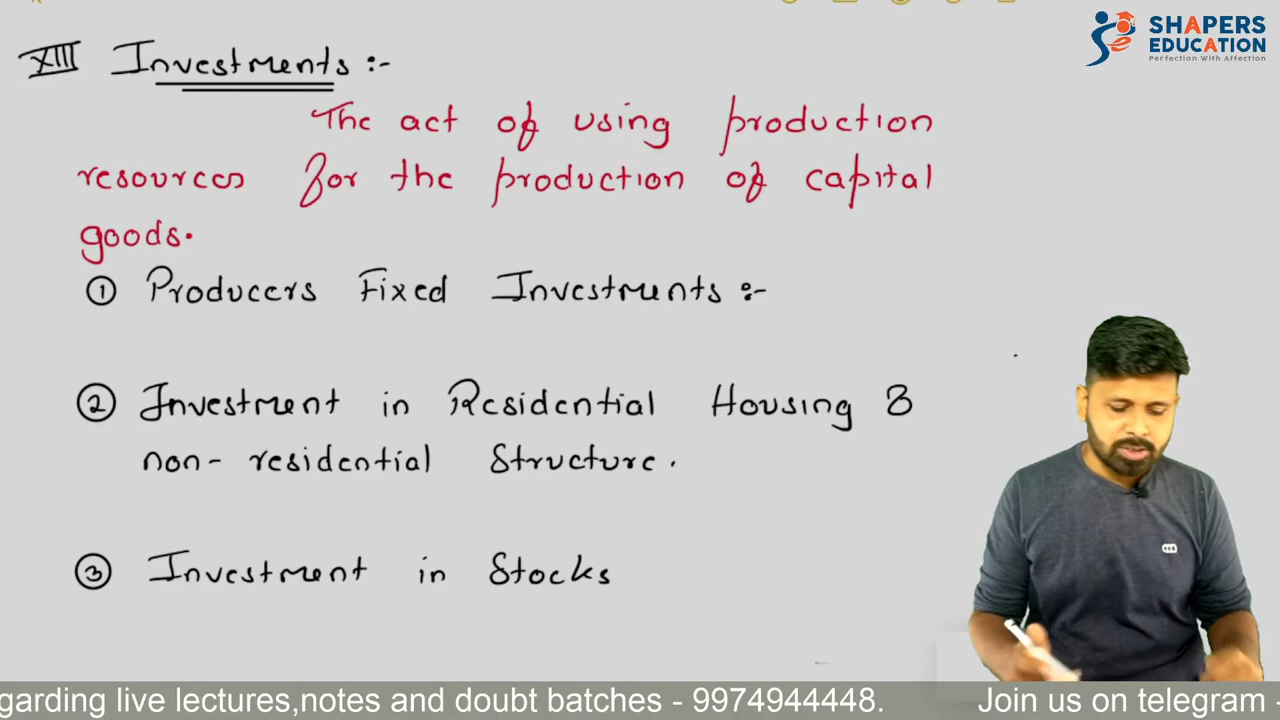 SHAPERS
EDUCATION
Perfection With Affection
XIII Investments :-
The act of using production
resources for the production of capital
goods.
① Producers Fixed Investments :-
② Investment in Residential Housing &
non-residential Structure.
③ Investment in Stocks
garding live lectures,notes and doubt batches - 9974944448. Join us on telegram -